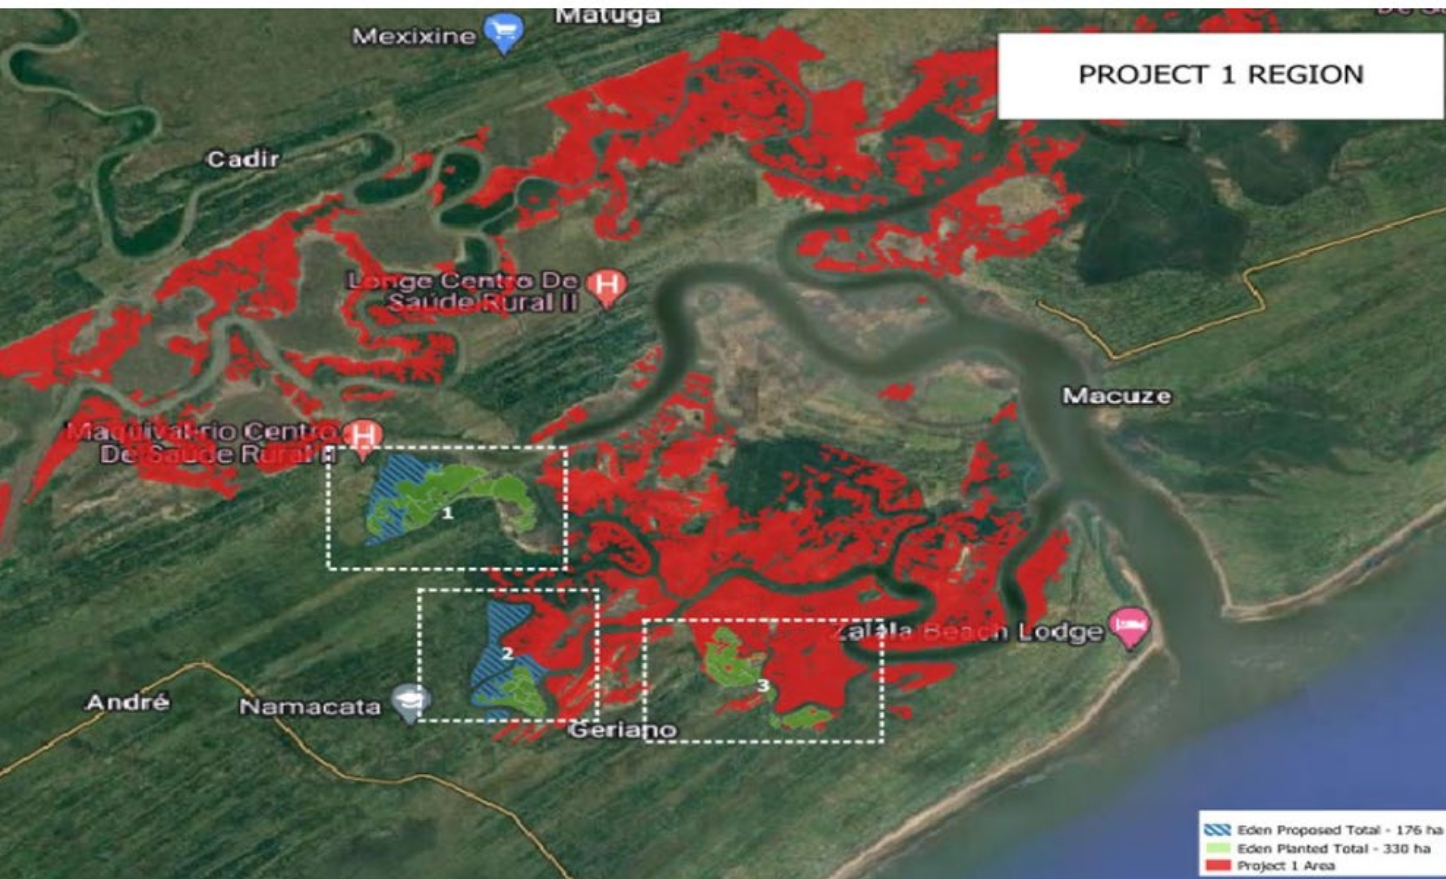 Matuga
Mexixine
PROJECT 1 REGION
Cadir
Longe Centro De
Saúde Rural II
H
Macuze
Maquival-rio Centro
De Saúde Rural II
H
1
2
3
Zalala Beach Lodge
André
Namacata
Geriano
Eden Proposed Total - 176 ha
Eden Planted Total - 330 ha
Project 1 Area